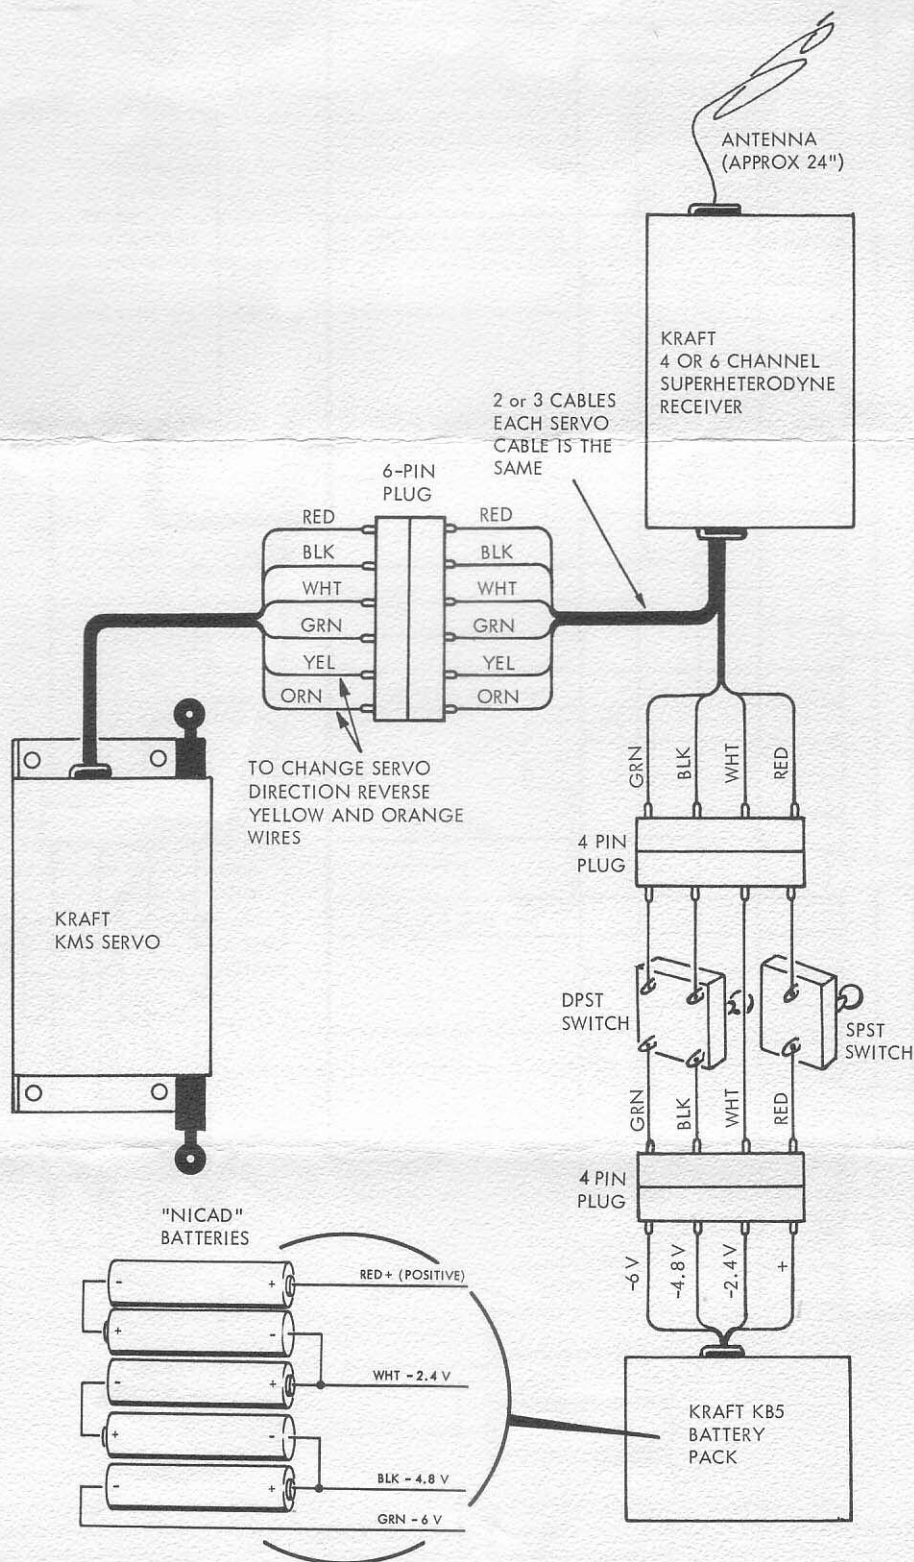 ANTENNA
(APPROX 24")
KRAFT
4 OR 6 CHANNEL
SUPERHETERODYNE
RECEIVER
2 or 3 CABLES
EACH SERVO
CABLE IS THE
SAME
6-PIN
PLUG
RED
RED
BLK
BLK
WHT
WHT
GRN
GRN
YEL
YEL
ORN
ORN
TO CHANGE SERVO
DIRECTION REVERSE
YELLOW AND ORANGE
WIRES
KRAFT
KMS SERVO
GRN
BLK
WHT
RED
4 PIN
PLUG
DPST
SWITCH
SPST
SWITCH
GRN
BLK
WHT
RED
4 PIN
PLUG
-6 V
-4.8 V
-2.4 V
+
KRAFT KB5
BATTERY
PACK
"NICAD"
BATTERIES
- +
RED + (POSITIVE)
+ -
- +
WHT - 2.4 V
+ -
- +
BLK - 4.8 V
GRN - 6 V